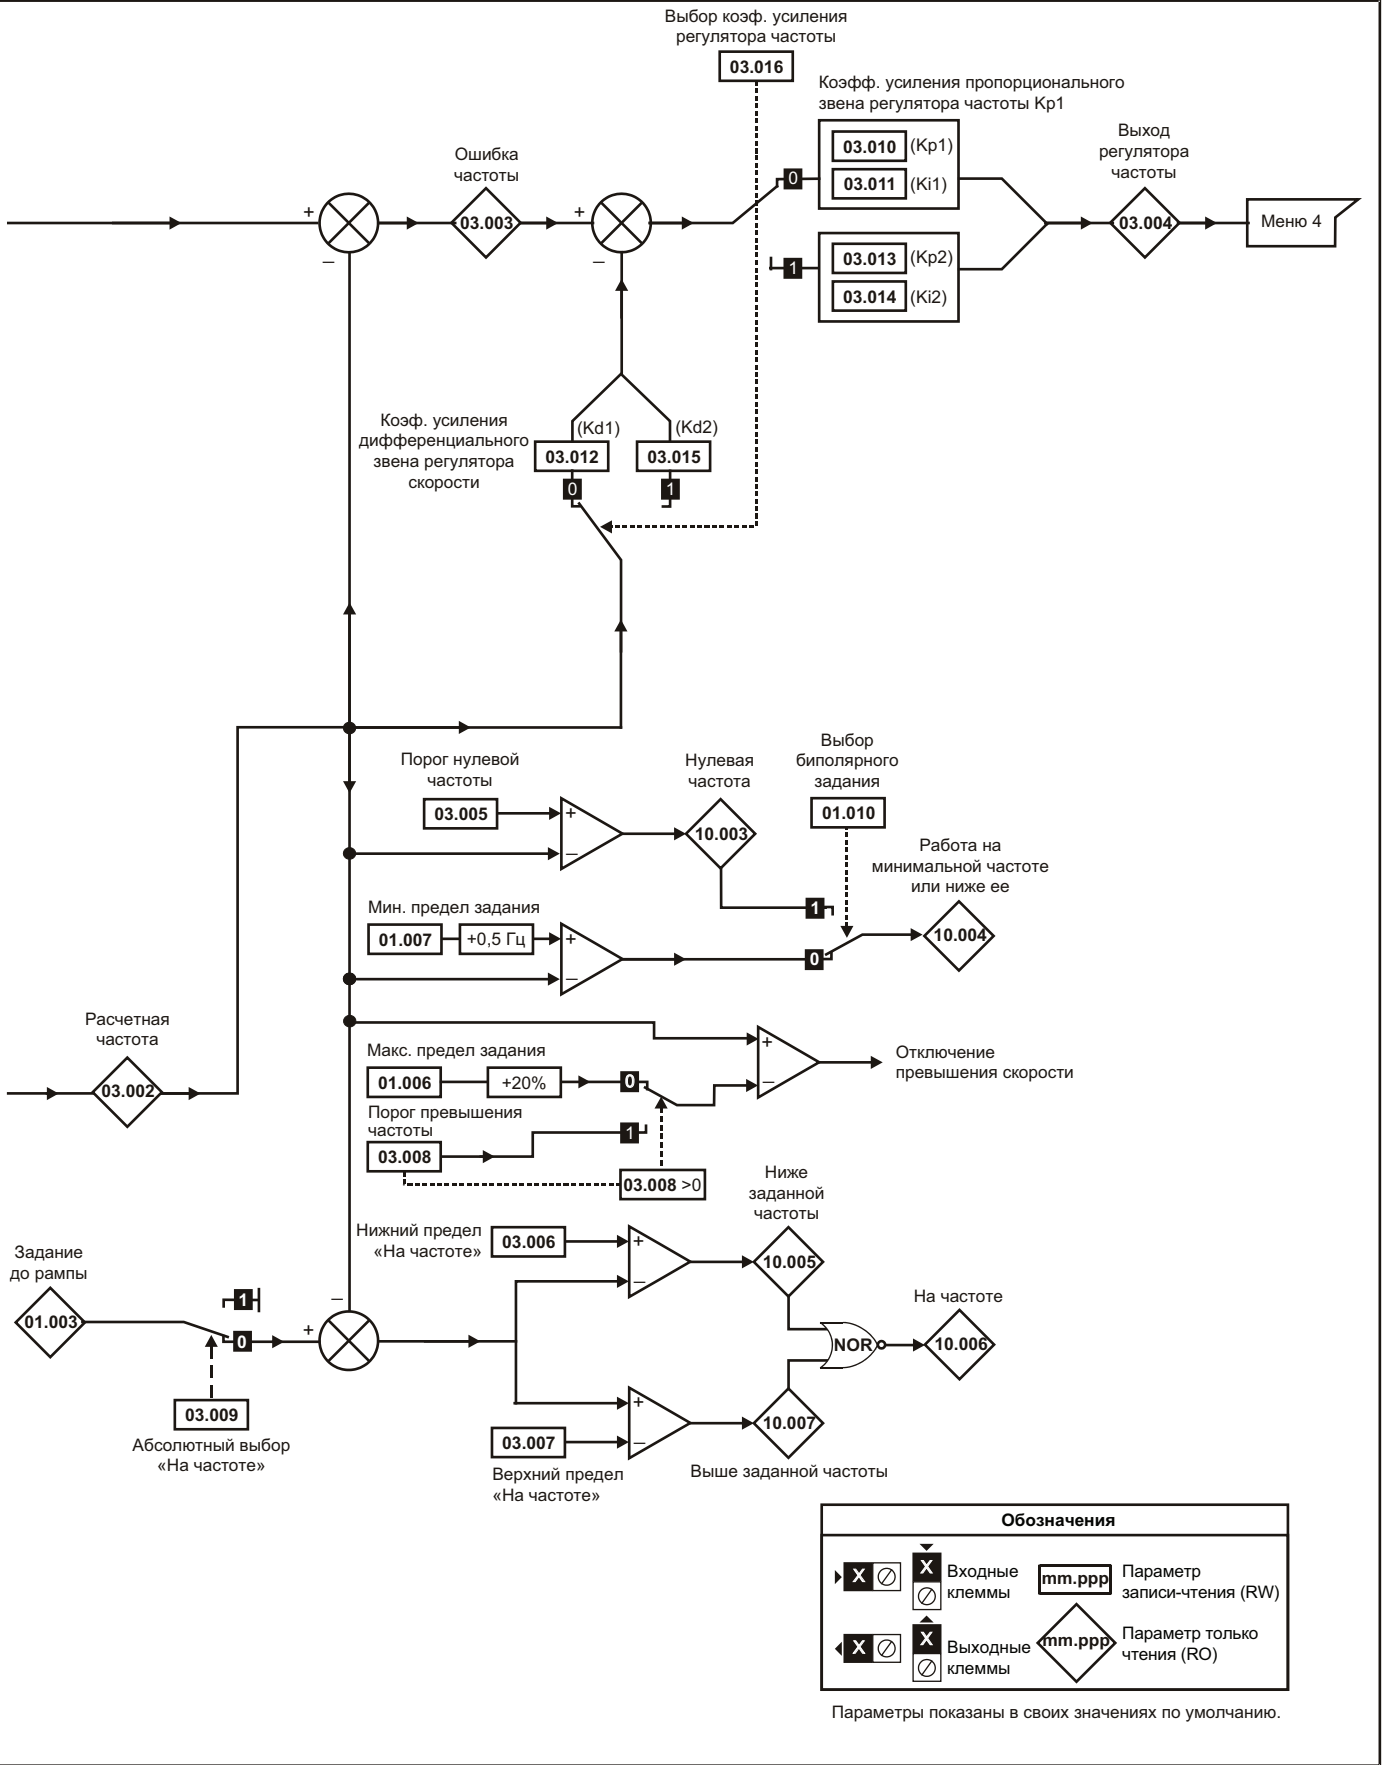 Выбор коэф. усиления
регулятора частоты
03.016
Коэфф. усиления пропорционального
звена регулятора частоты Kp1
03.010 (Kp1)
03.011 (Ki1)
0
Выход
регулятора
частоты
03.004
Меню 4
Ошибка
частоты
03.003
+
–
+
–
1
03.013 (Kp2)
03.014 (Ki2)
Коэф. усиления
дифференциального
звена регулятора
скорости
(Kd1)
(Kd2)
03.012
03.015
0
1
Порог нулевой
частоты
03.005
+
–
Нулевая
частота
10.003
Выбор
биполярного
задания
01.010
Работа на
минимальной частоте
или ниже ее
10.004
1
0
Мин. предел задания
01.007
+0,5 Гц
+
–
Расчетная
частота
03.002
Макс. предел задания
01.006
+20%
0
+
–
Отключение
превышения скорости
Порог превышения
частоты
03.008
1
03.008 >0
Нижний предел
«На частоте»
03.006
+
–
Ниже
заданной
частоты
10.005
Задание
до рампы
01.003
1
0
+
–
03.009
Абсолютный выбор
«На частоте»
NOR
На частоте
10.006
+
–
03.007
Верхний предел
«На частоте»
10.007
Выше заданной частоты
Обозначения
X
X
Входные
клеммы
mm.ppp
Параметр
записи-чтения (RW)
X
X
Выходные
клеммы
mm.ppp
Параметр только
чтения (RO)
Параметры показаны в своих значениях по умолчанию.